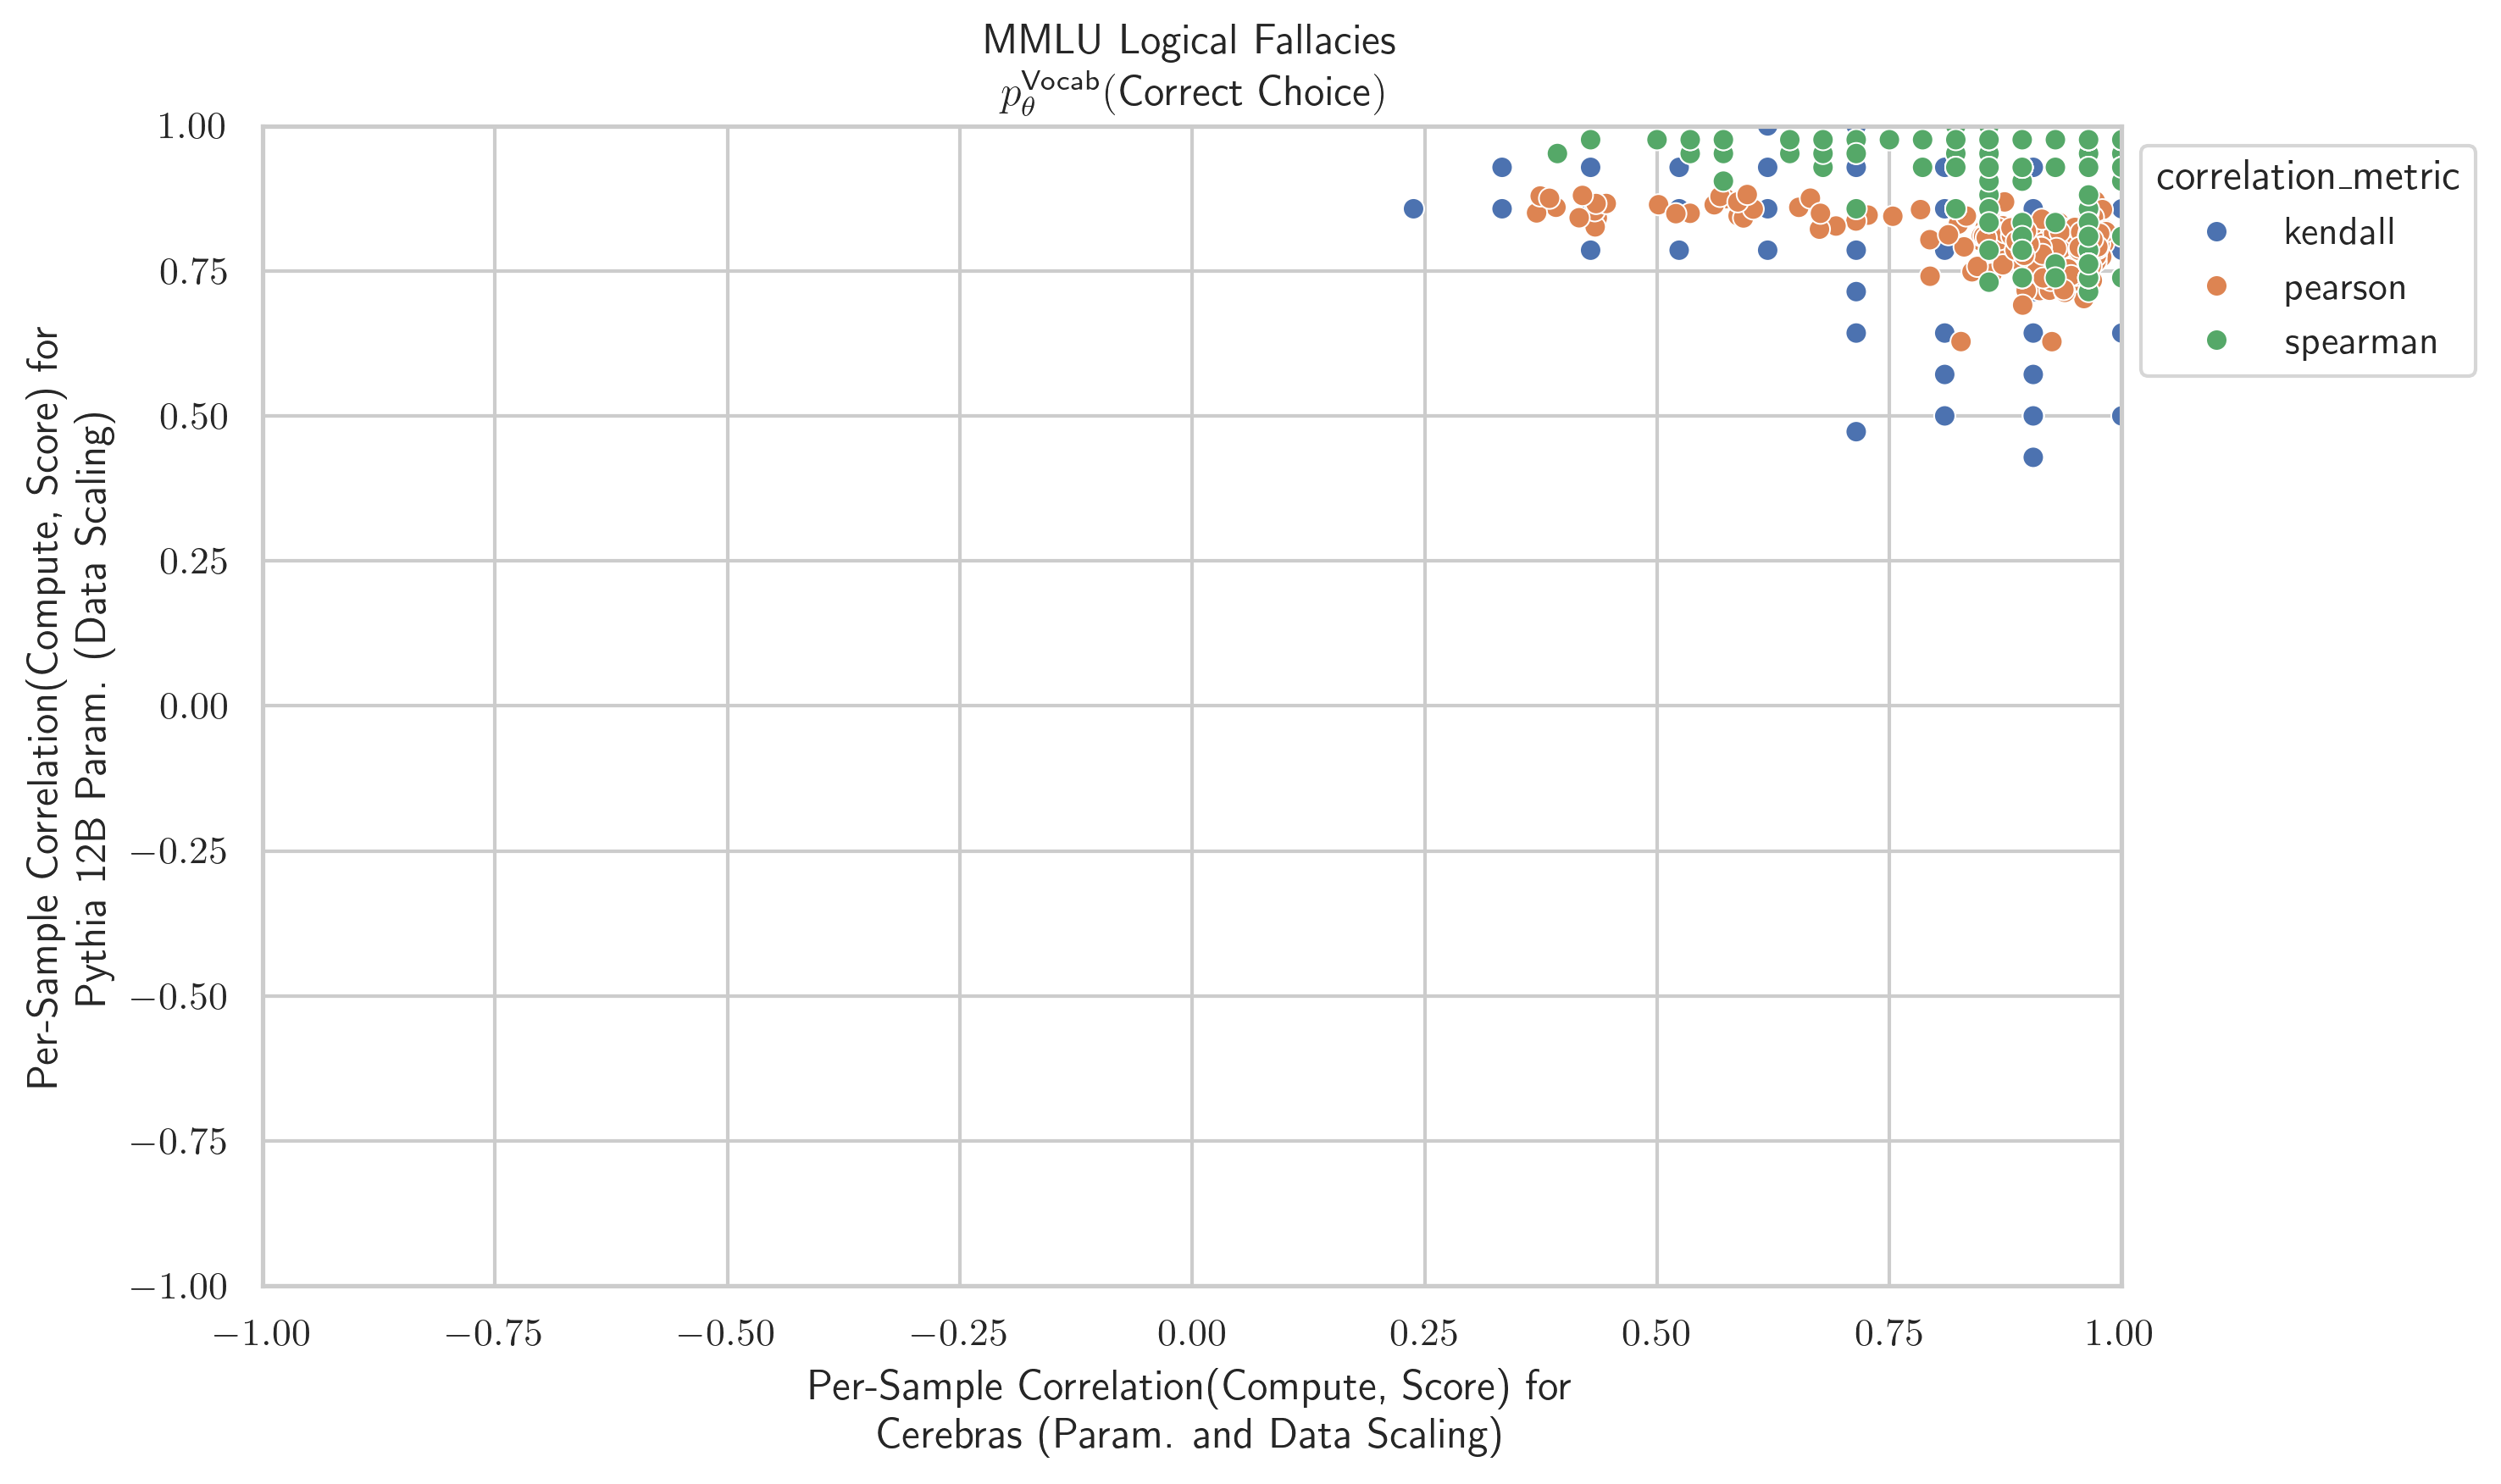 MMLU Logical Fallacies
p_θ^Vocab(Correct Choice)
Per-Sample Correlation(Compute, Score) for
Pythia 12B Param. (Data Scaling)
1.00
0.75
0.50
0.25
0.00
−0.25
−0.50
−0.75
−1.00
−1.00 −0.75 −0.50 −0.25 0.00 0.25 0.50 0.75 1.00
Per-Sample Correlation(Compute, Score) for
Cerebras (Param. and Data Scaling)
correlation_metric
kendall
pearson
spearman